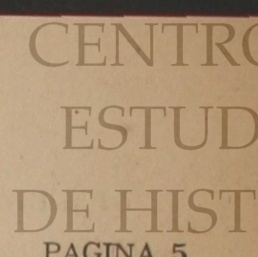 CENTRO
ESTUD
DE HIST
PAGINA 5